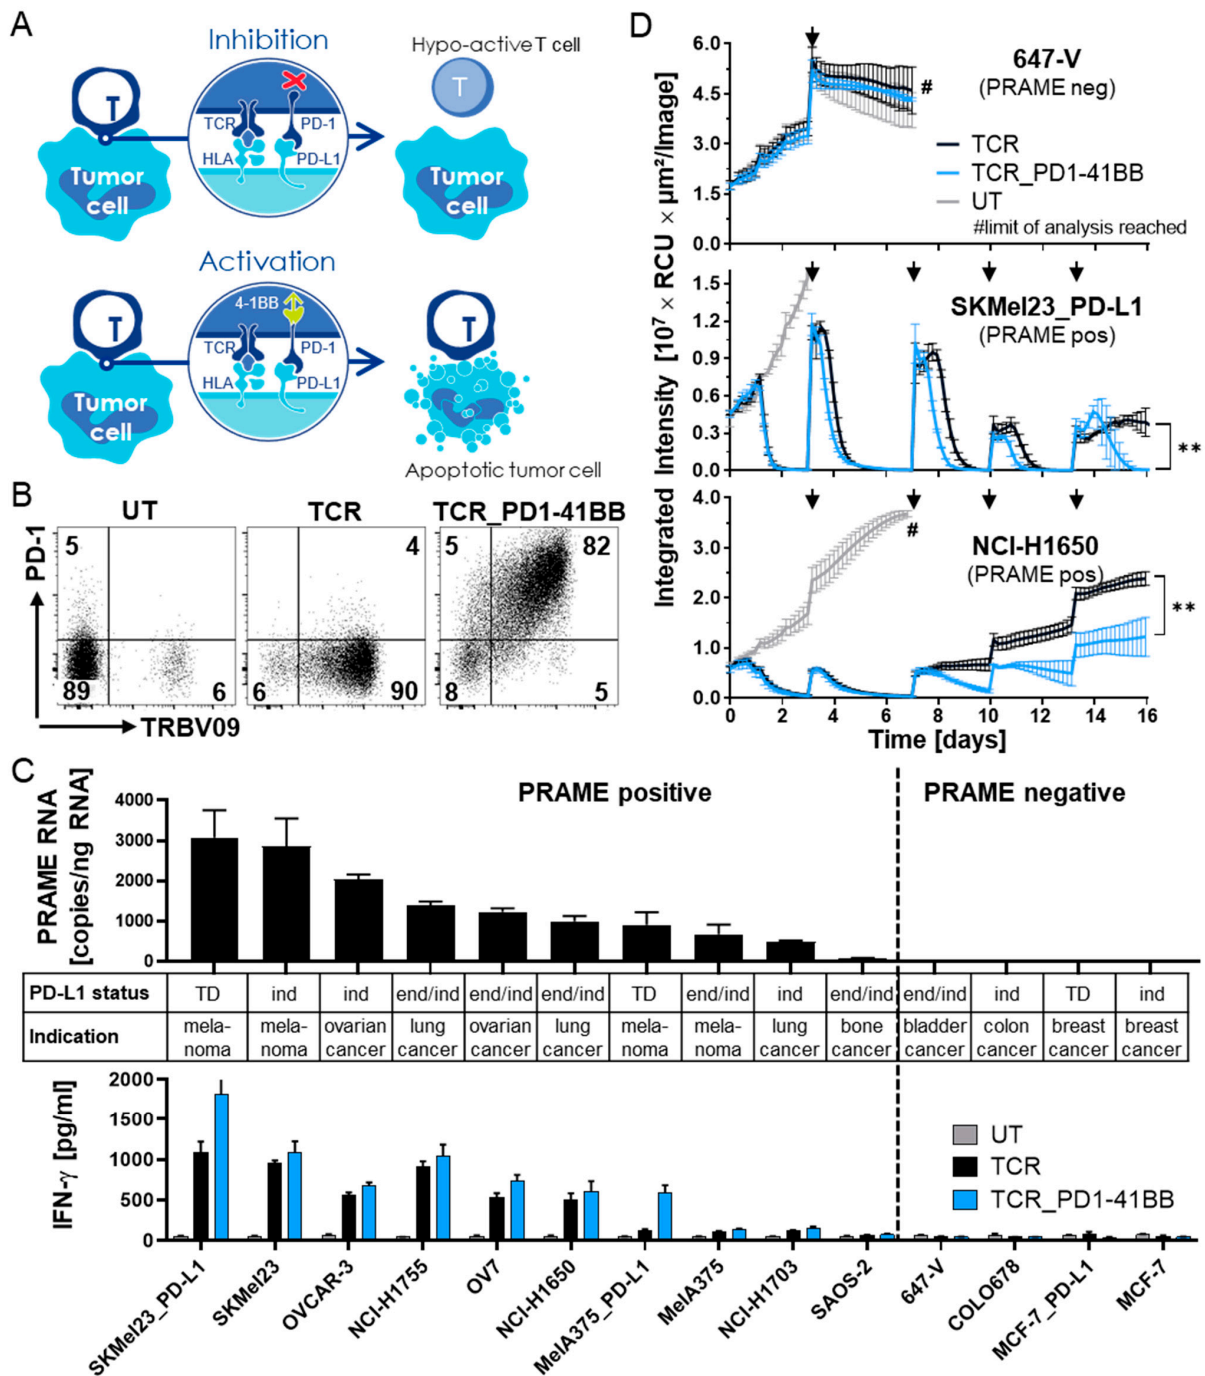 A
Inhibition
Hypo-active T cell
T
T
TCR
PD-1
HLA
PD-L1
Tumor
cell
Tumor
cell
Activation
4-1BB
T
T
TCR
PD-1
HLA
PD-L1
Tumor
cell
Apoptotic tumor cell
B
UT
TCR
TCR_PD1-41BB
PD-1
5
4
5
82
89
6
6
90
8
5
TRBV09
D
Integrated Intensity [10⁷ × RCU × µm²/Image]
6.0
4.5
3.0
1.5
0.0
647-V
(PRAME neg)
#
TCR
TCR_PD1-41BB
UT
#limit of analysis reached
1.5
1.2
0.9
0.6
0.3
0.0
SKMel23_PD-L1
(PRAME pos)
**
4.0
3.0
2.0
1.0
0.0
#
NCI-H1650
(PRAME pos)
**
0 2 4 6 8 10 12 14 16
Time [days]
C
PRAME RNA
[copies/ng RNA]
4000
3000
2000
1000
0
PRAME positive
PRAME negative
PD-L1 status TD ind ind end/ind end/ind end/ind TD end/ind ind end/ind end/ind ind TD ind
Indication mela- mela- ovarian lung ovarian lung mela- mela- lung bone bladder colon breast breast
noma noma cancer cancer cancer cancer noma noma cancer cancer cancer cancer cancer cancer
IFN-γ [pg/ml]
2000
1500
1000
500
0
UT
TCR
TCR_PD1-41BB
SKMel23_PD-L1
SKMel23
OVCAR-3
NCI-H1755
OV7
NCI-H1650
MelA375_PD-L1
MelA375
NCI-H1703
SAOS-2
647-V
COLO678
MCF-7_PD-L1
MCF-7